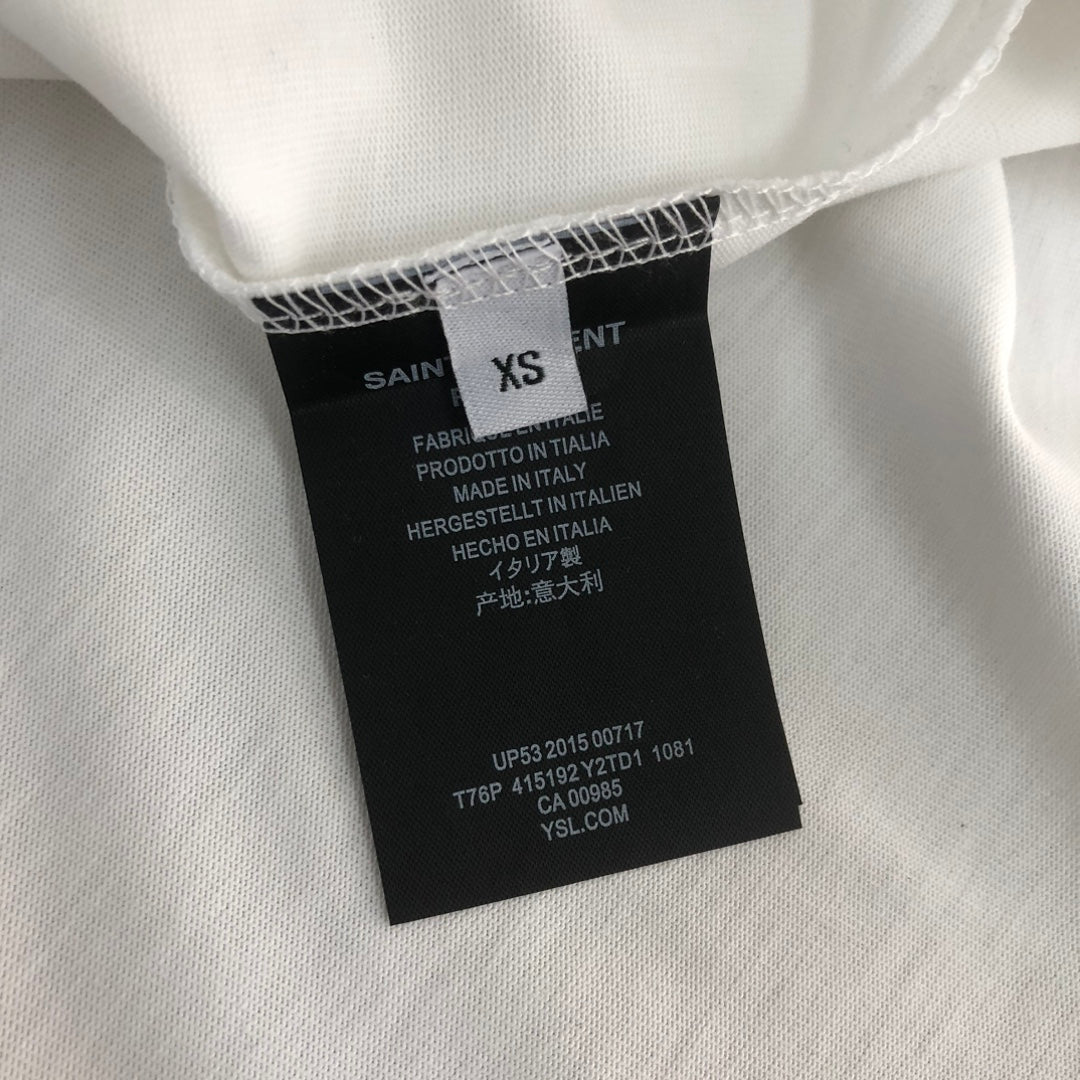 XS
SAINT ENT
FABRIQUE EN ITALIE
PRODOTTO IN TIALIA
MADE IN ITALY
HERGESTELLT IN ITALIEN
HECHO EN ITALIA
イタリア製
产地:意大利
UP53 2015 00717
T76P 415192 Y2TD1 1081
CA 00985
YSL.COM